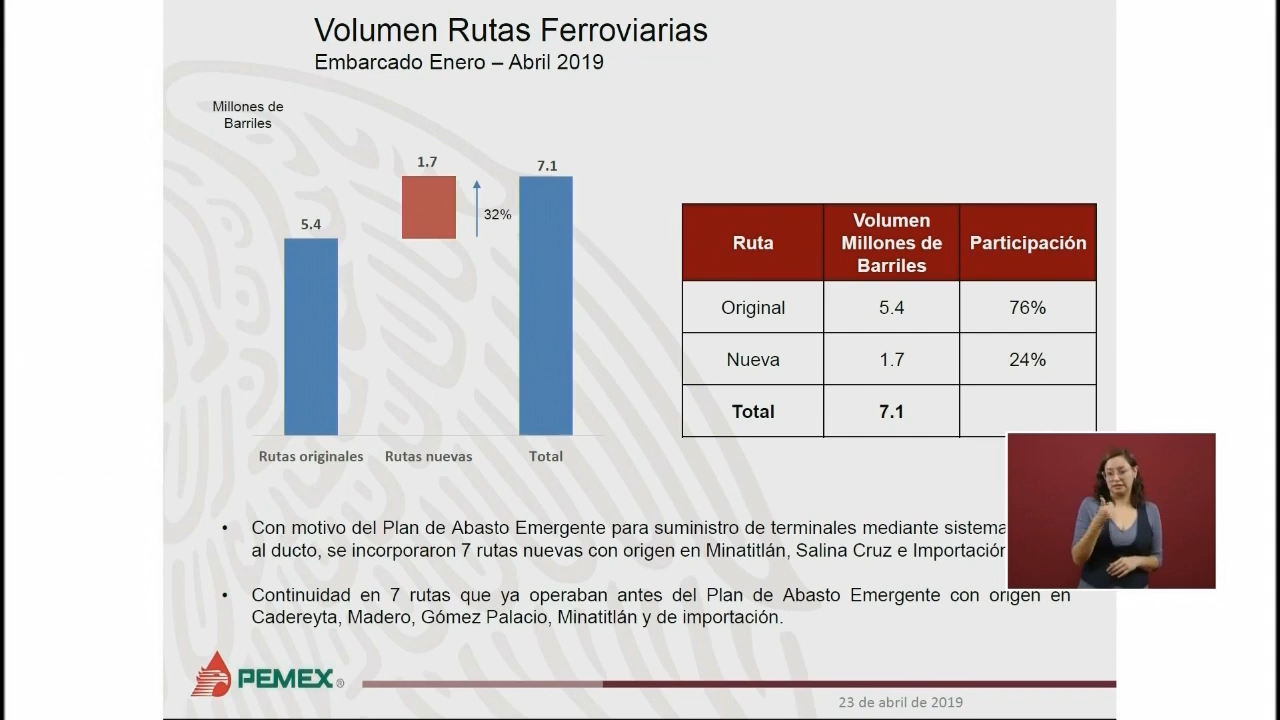 Volumen Rutas Ferroviarias
Embarcado Enero – Abril 2019
Millones de
Barriles
5.4
1.7
32%
7.1
Rutas originales
Rutas nuevas
Total
Ruta
Volumen
Millones de
Barriles
Participación
Original
5.4
76%
Nueva
1.7
24%
Total
7.1
• Con motivo del Plan de Abasto Emergente para suministro de terminales mediante sistema
al ducto, se incorporaron 7 rutas nuevas con origen en Minatitlán, Salina Cruz e Importación
• Continuidad en 7 rutas que ya operaban antes del Plan de Abasto Emergente con origen en
Cadereyta, Madero, Gómez Palacio, Minatitlán y de importación.
PEMEX®
23 de abril de 2019